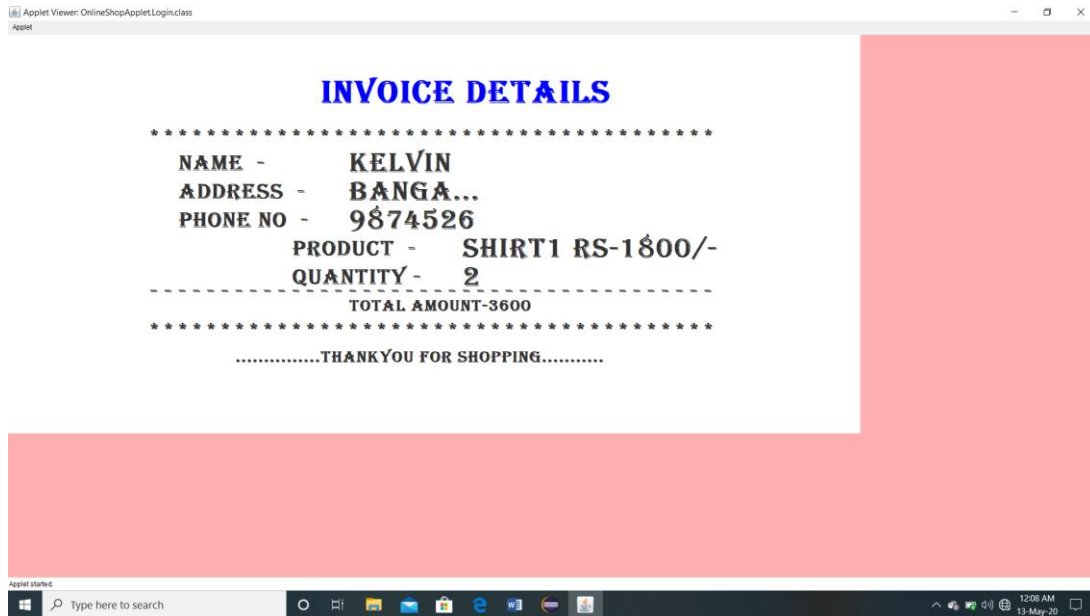 Applet Viewer: OnlineShopApplet.Login.class
Applet
INVOICE DETAILS
****************************************
NAME - KELVIN
ADDRESS - BANGA...
PHONE NO - 9874526
PRODUCT - SHIRT1 RS-1800/-
QUANTITY - 2
----------------------------------------
TOTAL AMOUNT-3600
****************************************
...............THANKYOU FOR SHOPPING...........
Applet started.
Type here to search
12:08 AM
13-May-20